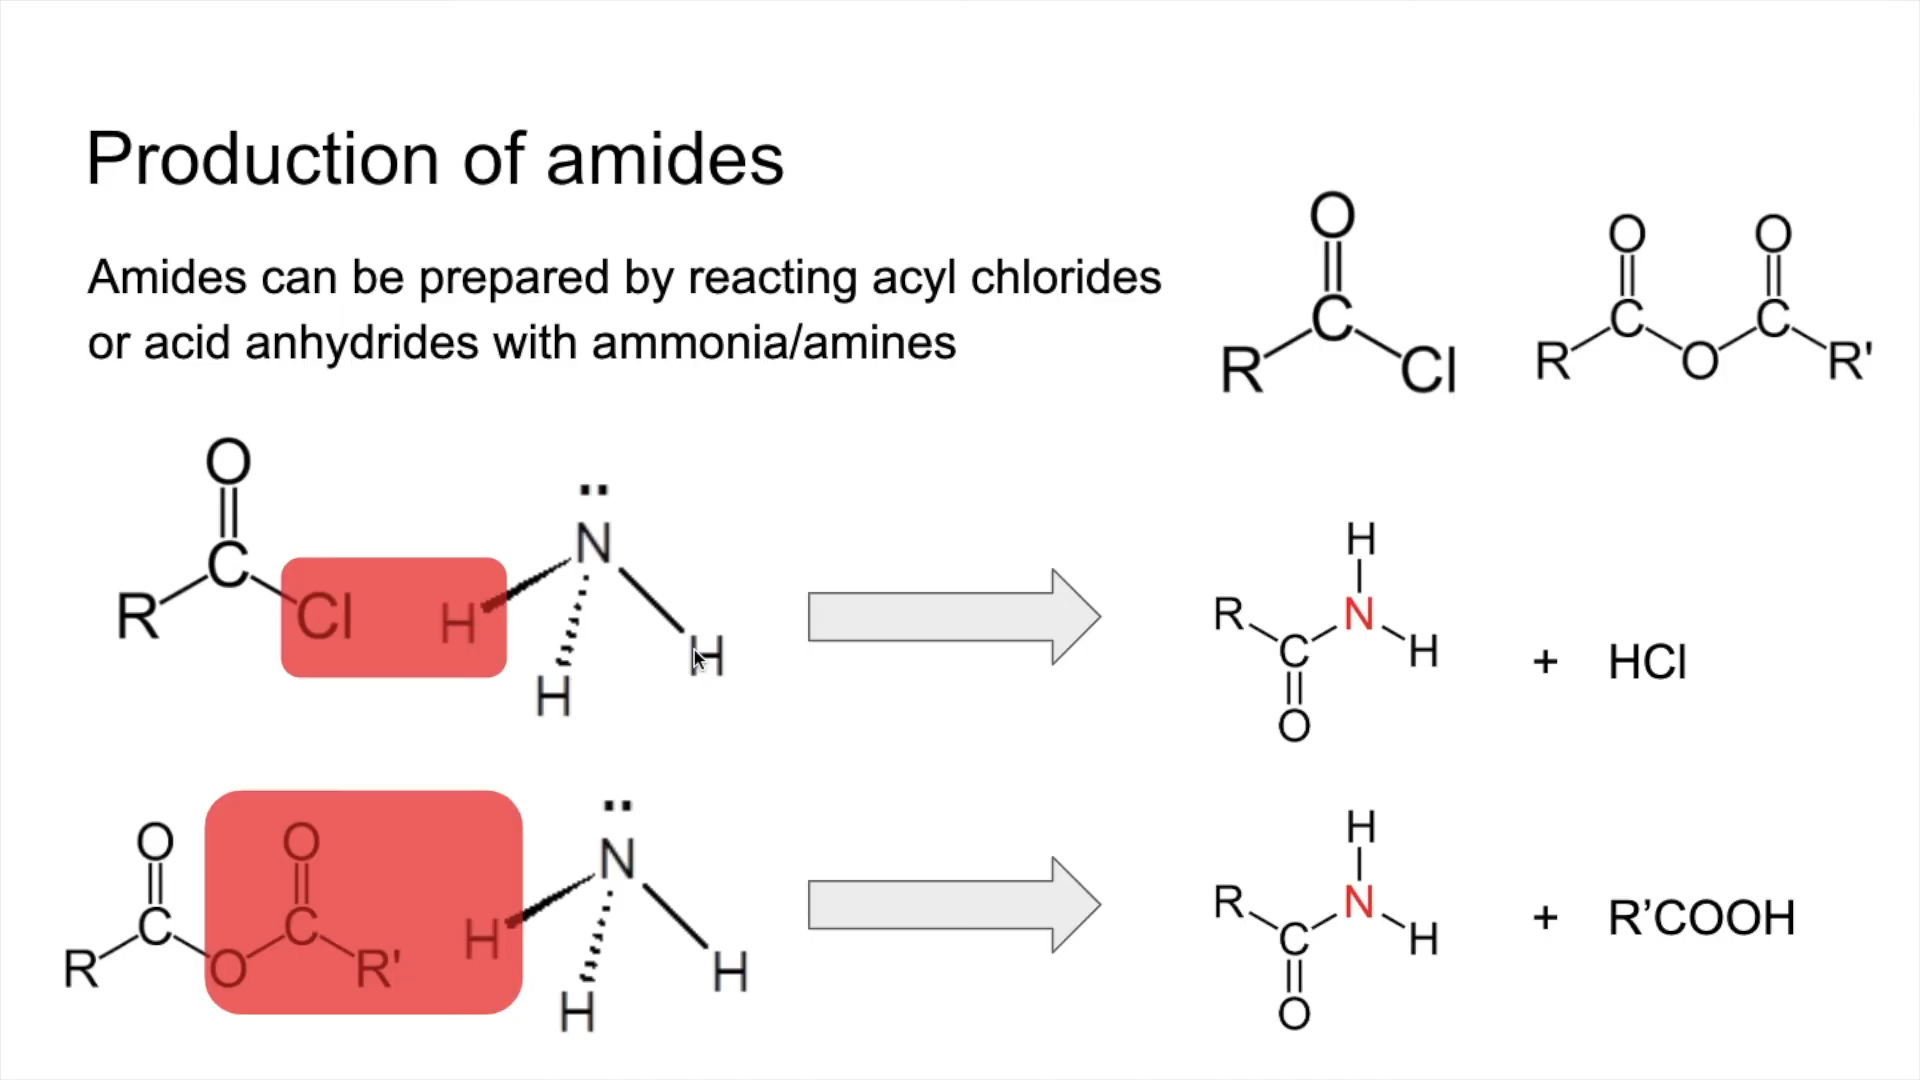 Production of amides
Amides can be prepared by reacting acyl chlorides
or acid anhydrides with ammonia/amines
O
C
R
Cl
O O
C C
R O R'
O
C
R Cl
N
H H
H
H
R N
C H
O
+ HCl
O O
C C
R O R'
N
H H
H
H
R N
C H
O
+ R’COOH